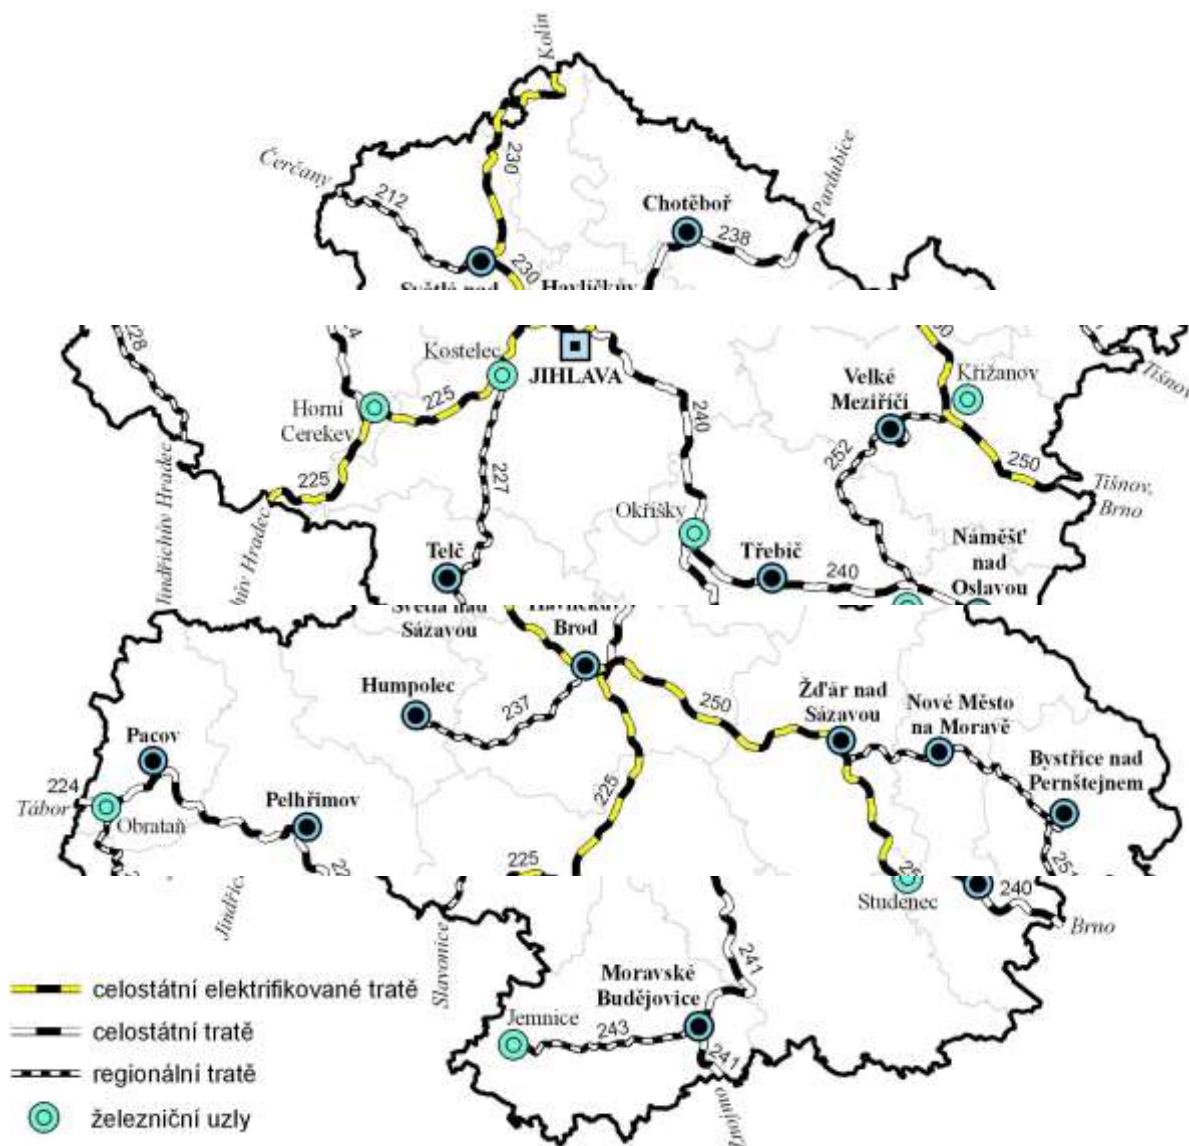 Kolín
Čerčany
212
230
Pardubice
Chotěboř
238
230
JIHLAVA
Kostelec
228
Horní
Cerekev
225
225
227
240
Velké
Meziříčí
Křižanov
Tišnov
252
250
Tišnov,
Brno
Jindřichův Hradec
Okříšky
Telč
Třebíč
240
Náměšť
nad
Oslavou
Sázavou
Brod
Humpolec
237
250
Žďár nad
Sázavou
Nové Město
na Moravě
Bystřice nad
Pernštejnem
Pacov
224
Tábor
Obrataň
Pelhřimov
225
225
251
Studenec
240
Brno
Slavonice
Moravské
Budějovice
241
Jemnice
243
241
celostátní elektrifikované tratě
celostátní tratě
regionální tratě
železniční uzly